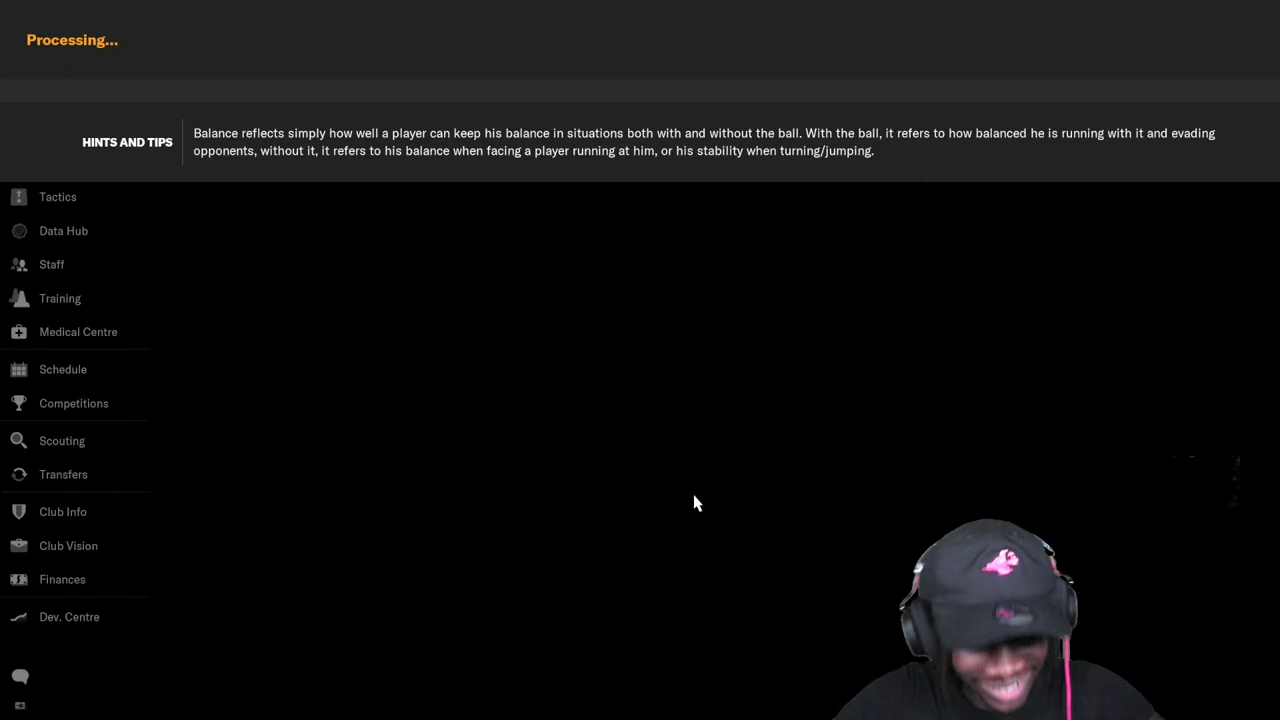 Processing...
HINTS AND TIPS
Balance reflects simply how well a player can keep his balance in situations both with and without the ball. With the ball, it refers to how balanced he is running with it and evading
opponents, without it, it refers to his balance when facing a player running at him, or his stability when turning/jumping.
Tactics
Data Hub
Staff
Training
Medical Centre
Schedule
Competitions
Scouting
Transfers
Club Info
Club Vision
Finances
Dev. Centre